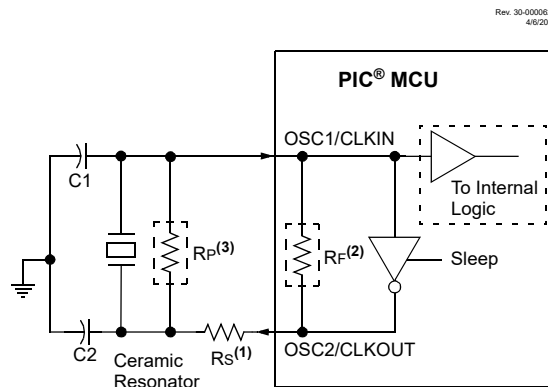 Rev. 30-00006
4/6/20
PIC® MCU
OSC1/CLKIN
C1
To Internal
Logic
RP(3)
RF(2)
Sleep
C2
Ceramic
Resonator
RS(1)
OSC2/CLKOUT